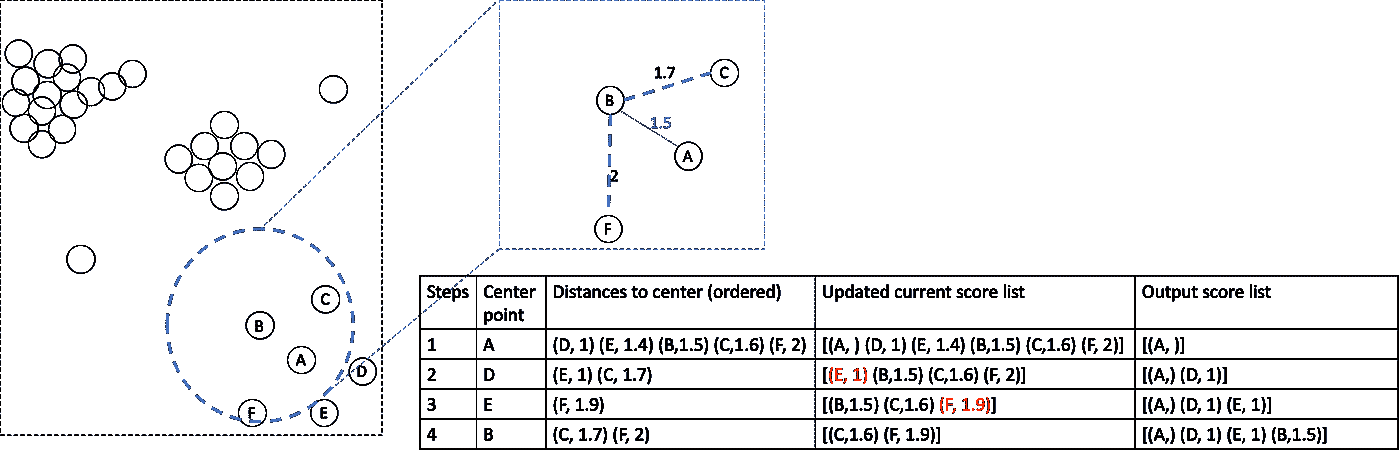 1.7
C
B
1.5
A
2
F
C
B
A
D
F
E
Steps Center point Distances to center (ordered) Updated current score list Output score list
1 A (D, 1) (E, 1.4) (B,1.5) (C,1.6) (F, 2) [(A, ) (D, 1) (E, 1.4) (B,1.5) (C,1.6) (F, 2)] [(A, )]
2 D (E, 1) (C, 1.7) [(E, 1) (B,1.5) (C,1.6) (F, 2)] [(A,) (D, 1)]
3 E (F, 1.9) [(B,1.5) (C,1.6) (F, 1.9)] [(A,) (D, 1) (E, 1)]
4 B (C, 1.7) (F, 2) [(C,1.6) (F, 1.9)] [(A,) (D, 1) (E, 1) (B,1.5)]